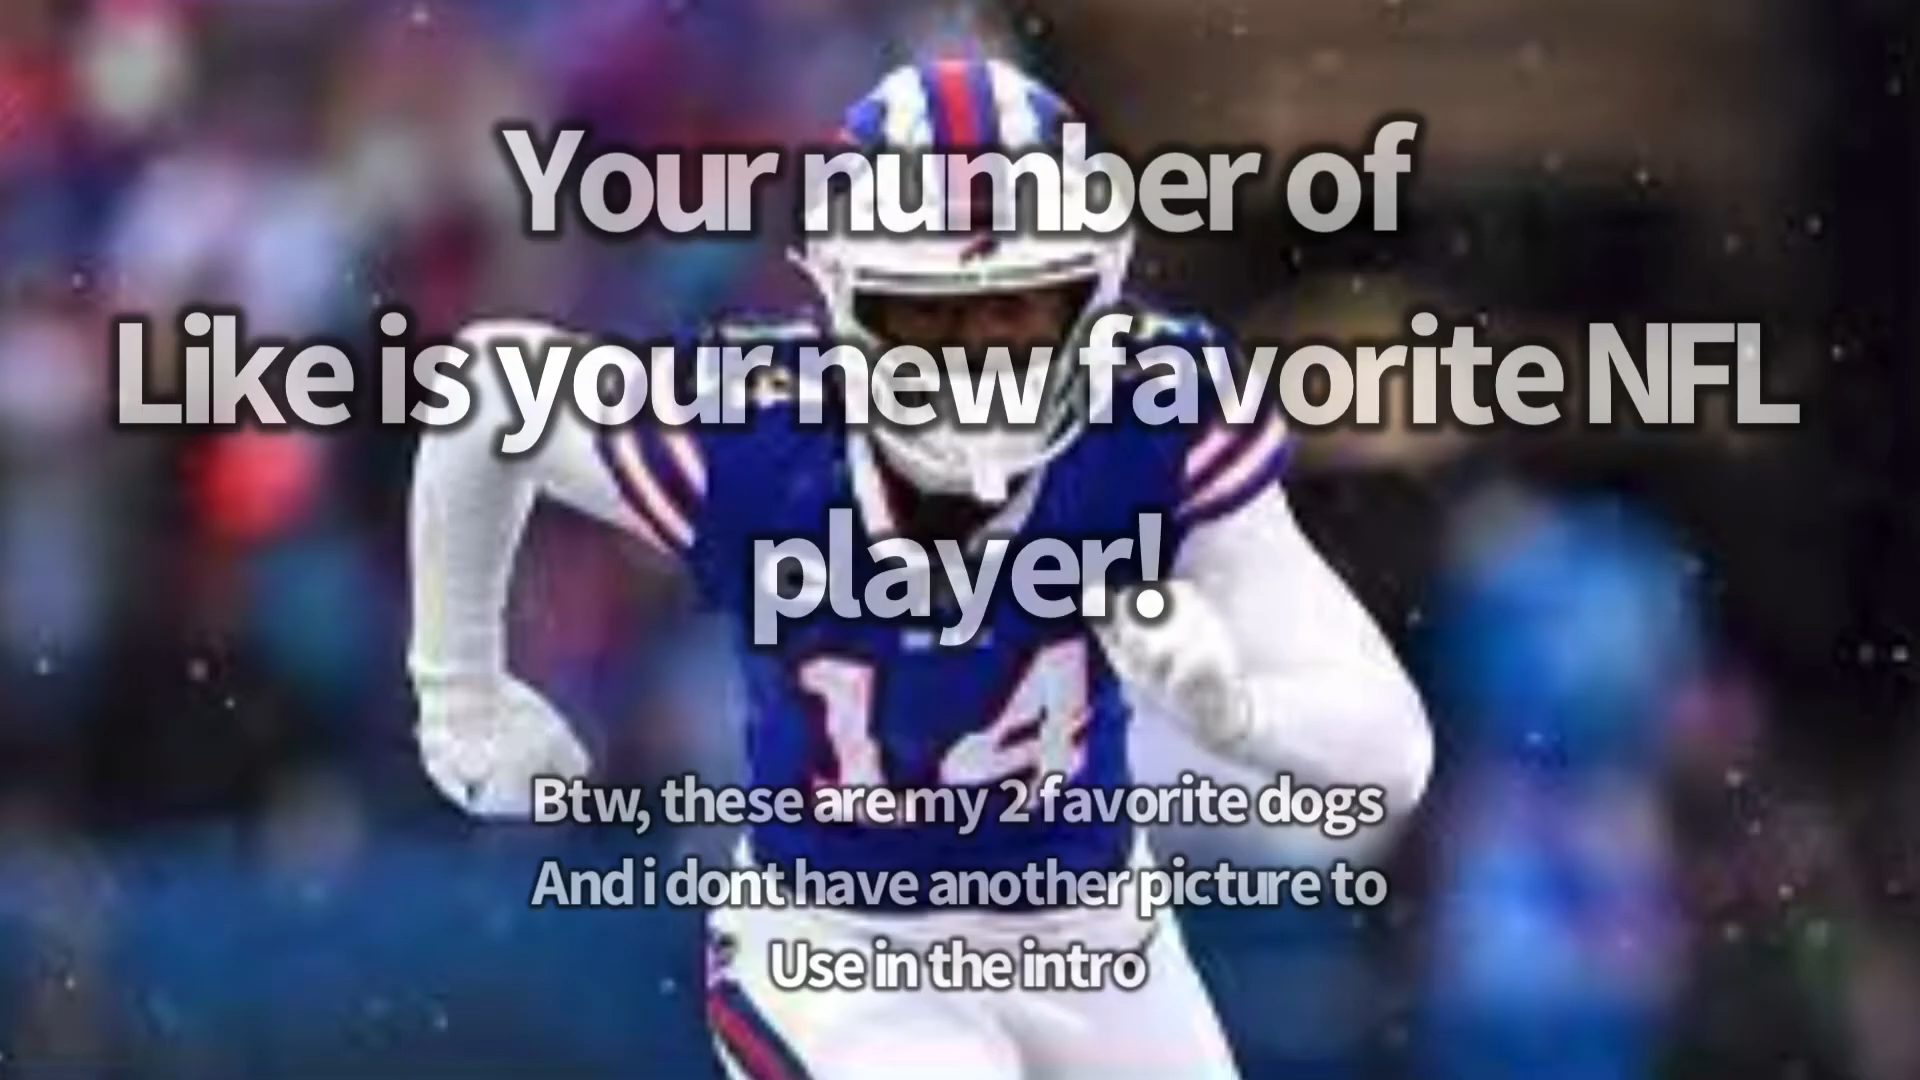 Your number of
Like is your new favorite NFL
player!
14
Btw, these are my 2 favorite dogs
And i dont have another picture to
Use in the intro